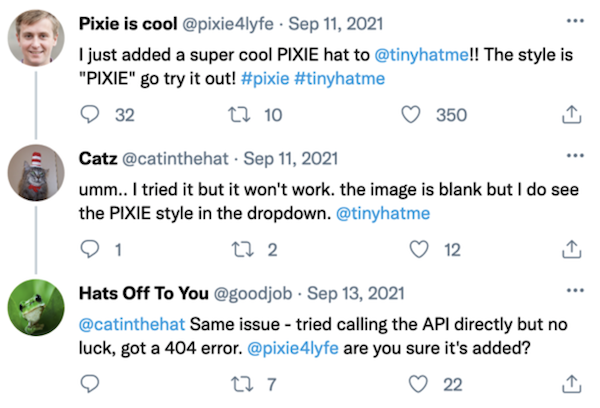 Pixie is cool @pixie4lyfe · Sep 11, 2021
I just added a super cool PIXIE hat to @tinyhatme!! The style is
"PIXIE" go try it out! #pixie #tinyhatme
32 10 350
Catz @catinthehat · Sep 11, 2021
umm.. I tried it but it won't work. the image is blank but I do see
the PIXIE style in the dropdown. @tinyhatme
1 2 12
Hats Off To You @goodjob · Sep 13, 2021
@catinthehat Same issue - tried calling the API directly but no
luck, got a 404 error. @pixie4lyfe are you sure it's added?
7 22